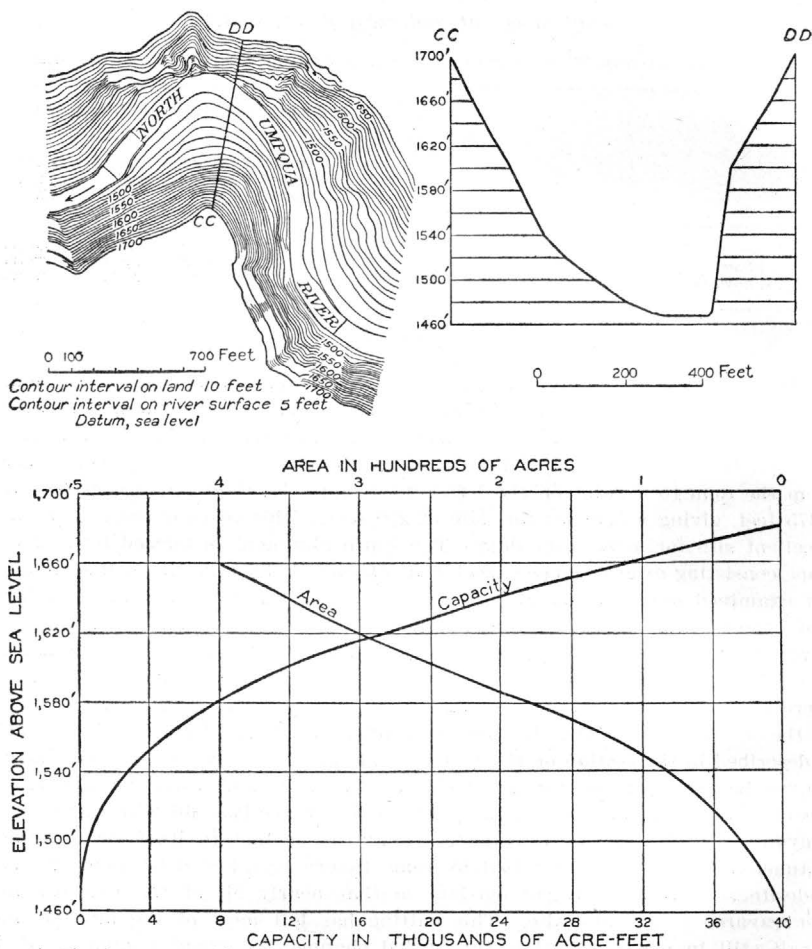 DD
NORTH
UMPQUA
RIVER
CC
1650
1600
1550
1500
1500
1550
1600
1650
1700
1500
1550
1600
1650
1700
0 100 700 Feet
Contour interval on land 10 feet
Contour interval on river surface 5 feet
Datum, sea level
CC DD
1700'
1660'
1620'
1580'
1540'
1500'
1460'
0 200 400 Feet
AREA IN HUNDREDS OF ACRES
5 4 3 2 1 0
ELEVATION ABOVE SEA LEVEL
1,700'
1,660'
1,620'
1,580'
1,540'
1,500'
1,460'
Area
Capacity
0 4 8 12 16 20 24 28 32 36 40
CAPACITY IN THOUSANDS OF ACRE-FEET